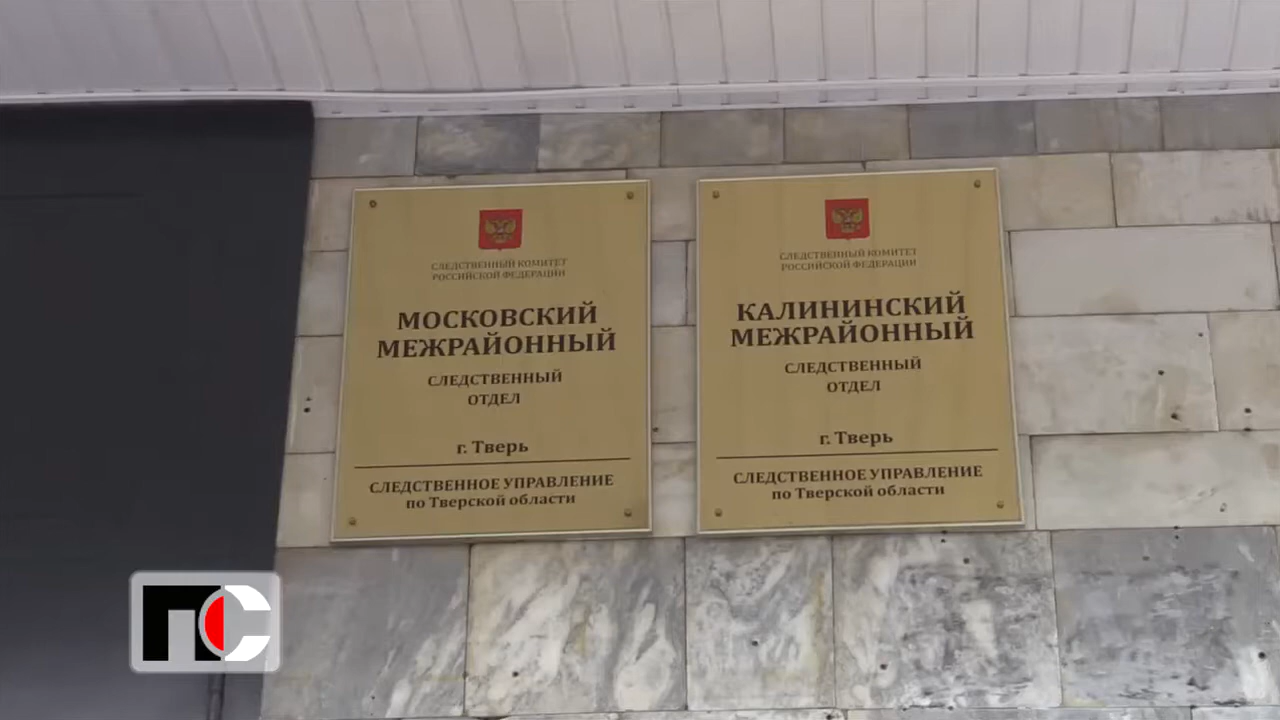 СЛЕДСТВЕННЫЙ КОМИТЕТ
РОССИЙСКОЙ ФЕДЕРАЦИИ
МОСКОВСКИЙ
МЕЖРАЙОННЫЙ
СЛЕДСТВЕННЫЙ
ОТДЕЛ
г. Тверь
СЛЕДСТВЕННОЕ УПРАВЛЕНИЕ
по Тверской области
СЛЕДСТВЕННЫЙ КОМИТЕТ
РОССИЙСКОЙ ФЕДЕРАЦИИ
КАЛИНИНСКИЙ
МЕЖРАЙОННЫЙ
СЛЕДСТВЕННЫЙ
ОТДЕЛ
г. Тверь
СЛЕДСТВЕННОЕ УПРАВЛЕНИЕ
по Тверской области
ПС